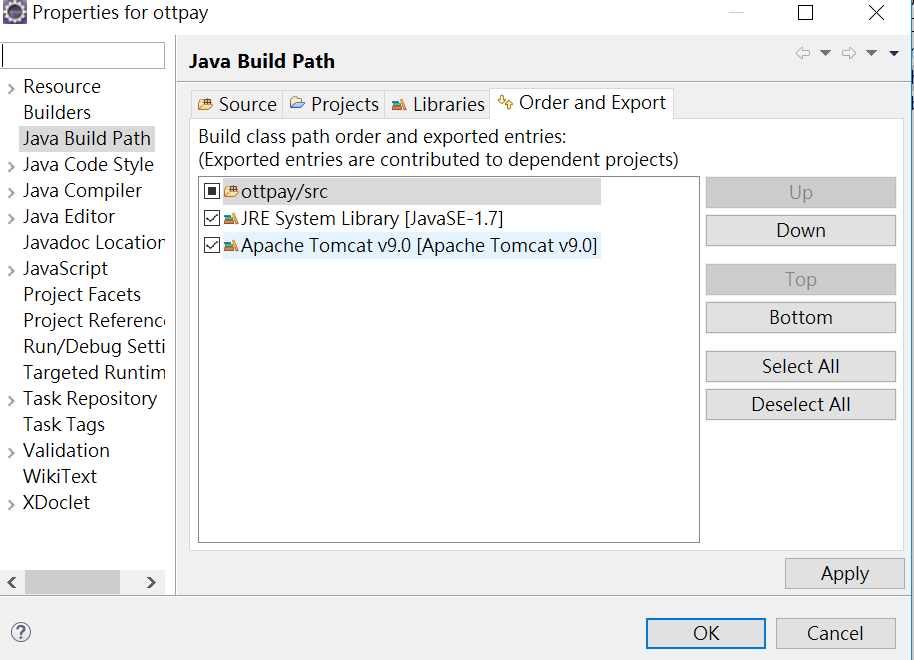 Properties for ottpay
Resource
Builders
Java Build Path
Java Code Style
Java Compiler
Java Editor
Javadoc Location
JavaScript
Project Facets
Project Referenc
Run/Debug Setti
Targeted Runtim
Task Repository
Task Tags
Validation
WikiText
XDoclet
Java Build Path
Source Projects Libraries Order and Export
Build class path order and exported entries:
(Exported entries are contributed to dependent projects)
ottpay/src
JRE System Library [JavaSE-1.7]
Apache Tomcat v9.0 [Apache Tomcat v9.0]
Up
Down
Top
Bottom
Select All
Deselect All
Apply
OK Cancel